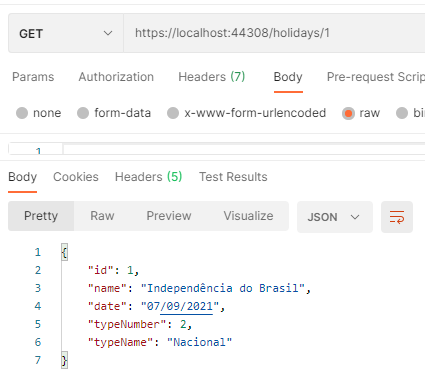 GET https://localhost:44308/holidays/1
Params Authorization Headers (7) Body Pre-request Scrip
none form-data x-www-form-urlencoded raw bi
1
Body Cookies Headers (5) Test Results
Pretty Raw Preview Visualize JSON
1 {
2 "id": 1,
3 "name": "Independência do Brasil",
4 "date": "07/09/2021",
5 "typeNumber": 2,
6 "typeName": "Nacional"
7 }